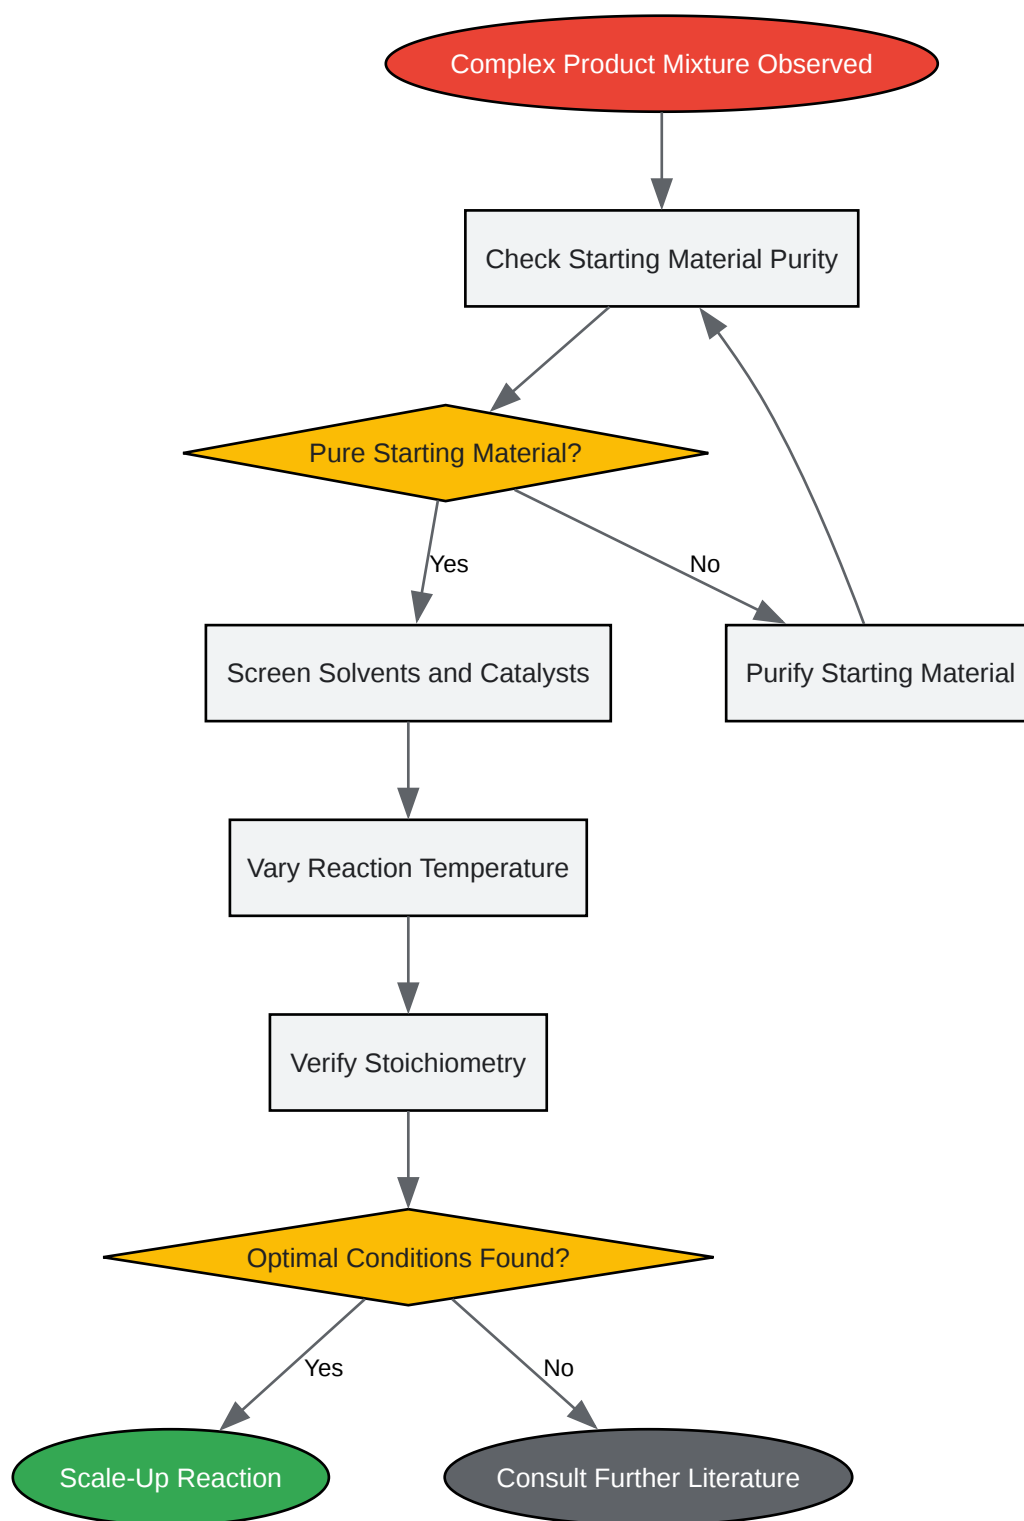 Complex Product Mixture Observed
Check Starting Material Purity
Pure Starting Material?
Yes
No
Screen Solvents and Catalysts
Purify Starting Material
Vary Reaction Temperature
Verify Stoichiometry
Optimal Conditions Found?
Yes
No
Scale-Up Reaction
Consult Further Literature